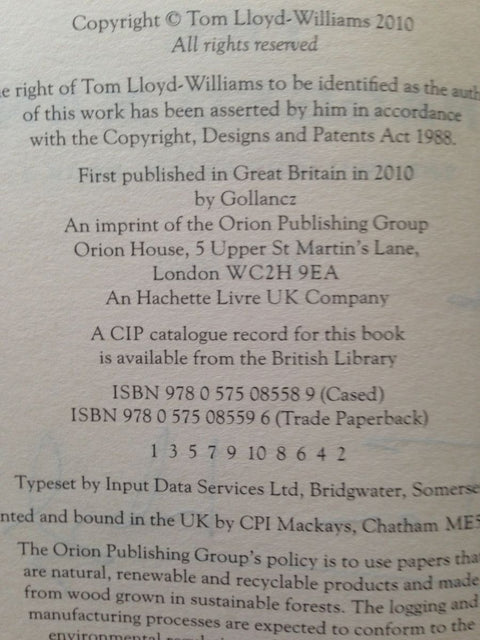 Copyright © Tom Lloyd-Williams 2010
All rights reserved
e right of Tom Lloyd-Williams to be identified as the auth
of this work has been asserted by him in accordance
with the Copyright, Designs and Patents Act 1988.
First published in Great Britain in 2010
by Gollancz
An imprint of the Orion Publishing Group
Orion House, 5 Upper St Martin's Lane,
London WC2H 9EA
An Hachette Livre UK Company
A CIP catalogue record for this book
is available from the British Library
ISBN 978 0 575 08558 9 (Cased)
ISBN 978 0 575 08559 6 (Trade Paperback)
1 3 5 7 9 10 8 6 4 2
Typeset by Input Data Services Ltd, Bridgwater, Somerse
nted and bound in the UK by CPI Mackays, Chatham ME5
The Orion Publishing Group's policy is to use papers tha
are natural, renewable and recyclable products and made
from wood grown in sustainable forests. The logging and
manufacturing processes are expected to conform to the
environmental